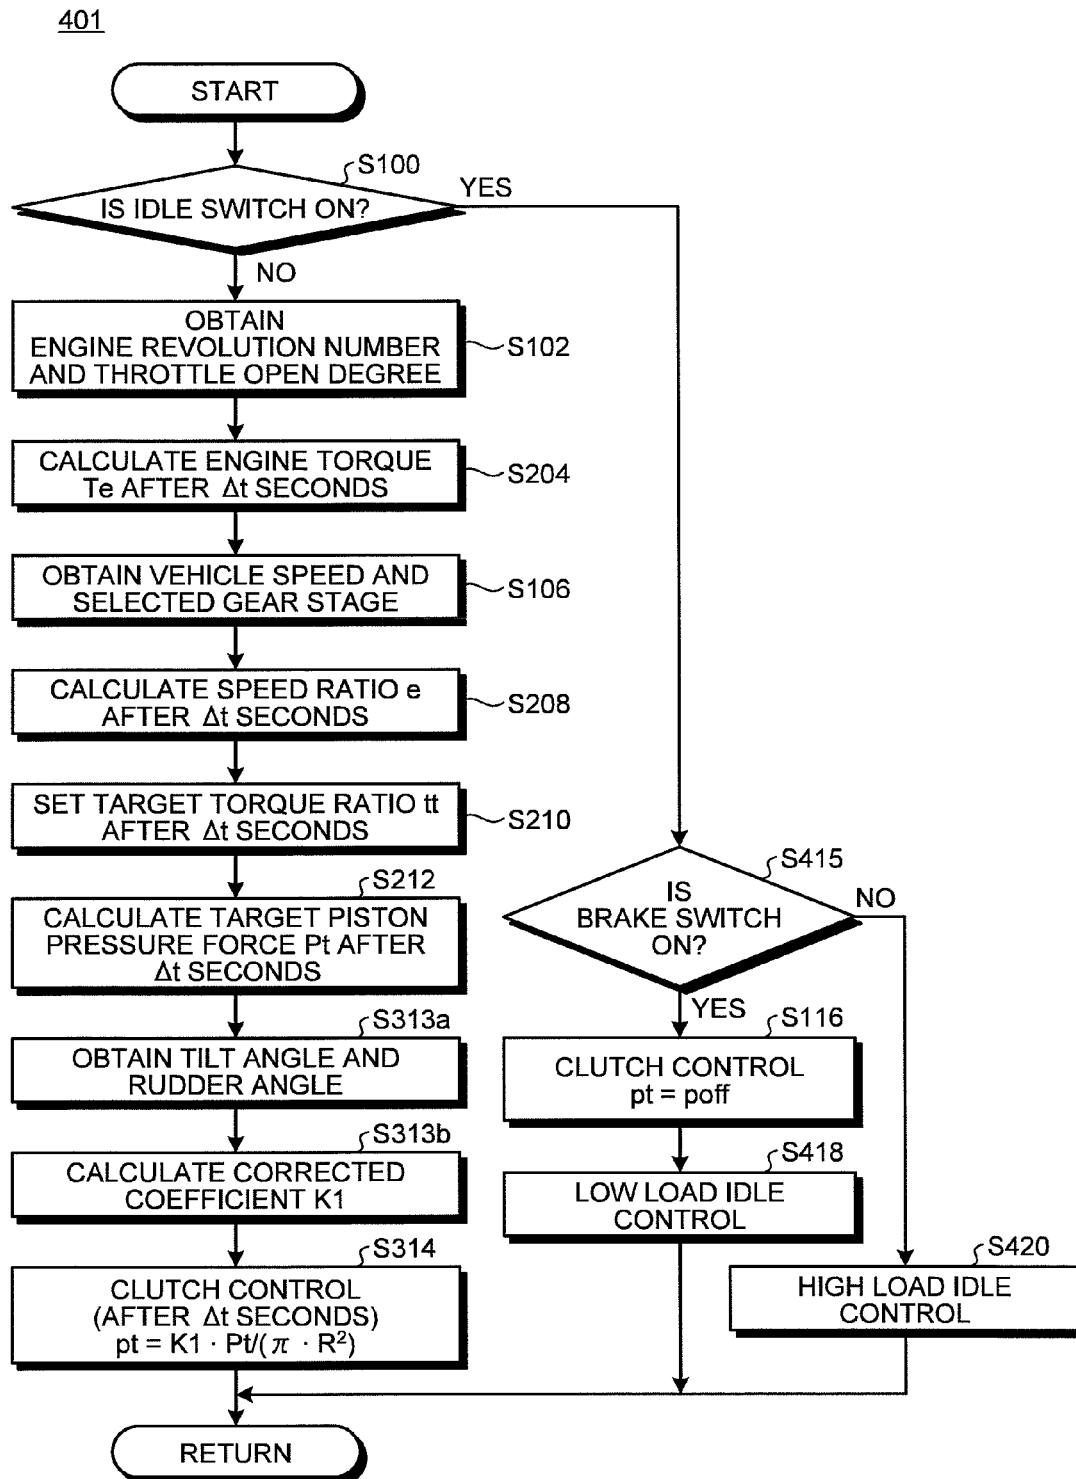 401
START
S100
IS IDLE SWITCH ON?
YES
NO
OBTAIN
ENGINE REVOLUTION NUMBER
AND THROTTLE OPEN DEGREE
S102
CALCULATE ENGINE TORQUE
Te AFTER Δt SECONDS
S204
OBTAIN VEHICLE SPEED AND
SELECTED GEAR STAGE
S106
CALCULATE SPEED RATIO e
AFTER Δt SECONDS
S208
SET TARGET TORQUE RATIO tt
AFTER Δt SECONDS
S210
S212
CALCULATE TARGET PISTON
PRESSURE FORCE Pt AFTER
Δt SECONDS
S313a
OBTAIN TILT ANGLE AND
RUDDER ANGLE
S313b
CALCULATE CORRECTED
COEFFICIENT K1
S314
CLUTCH CONTROL
(AFTER Δt SECONDS)
pt = K1 · Pt/(π · R²)
RETURN
S415
IS
BRAKE SWITCH
ON?
NO
YES
S116
CLUTCH CONTROL
pt = poff
S418
LOW LOAD IDLE
CONTROL
S420
HIGH LOAD IDLE
CONTROL